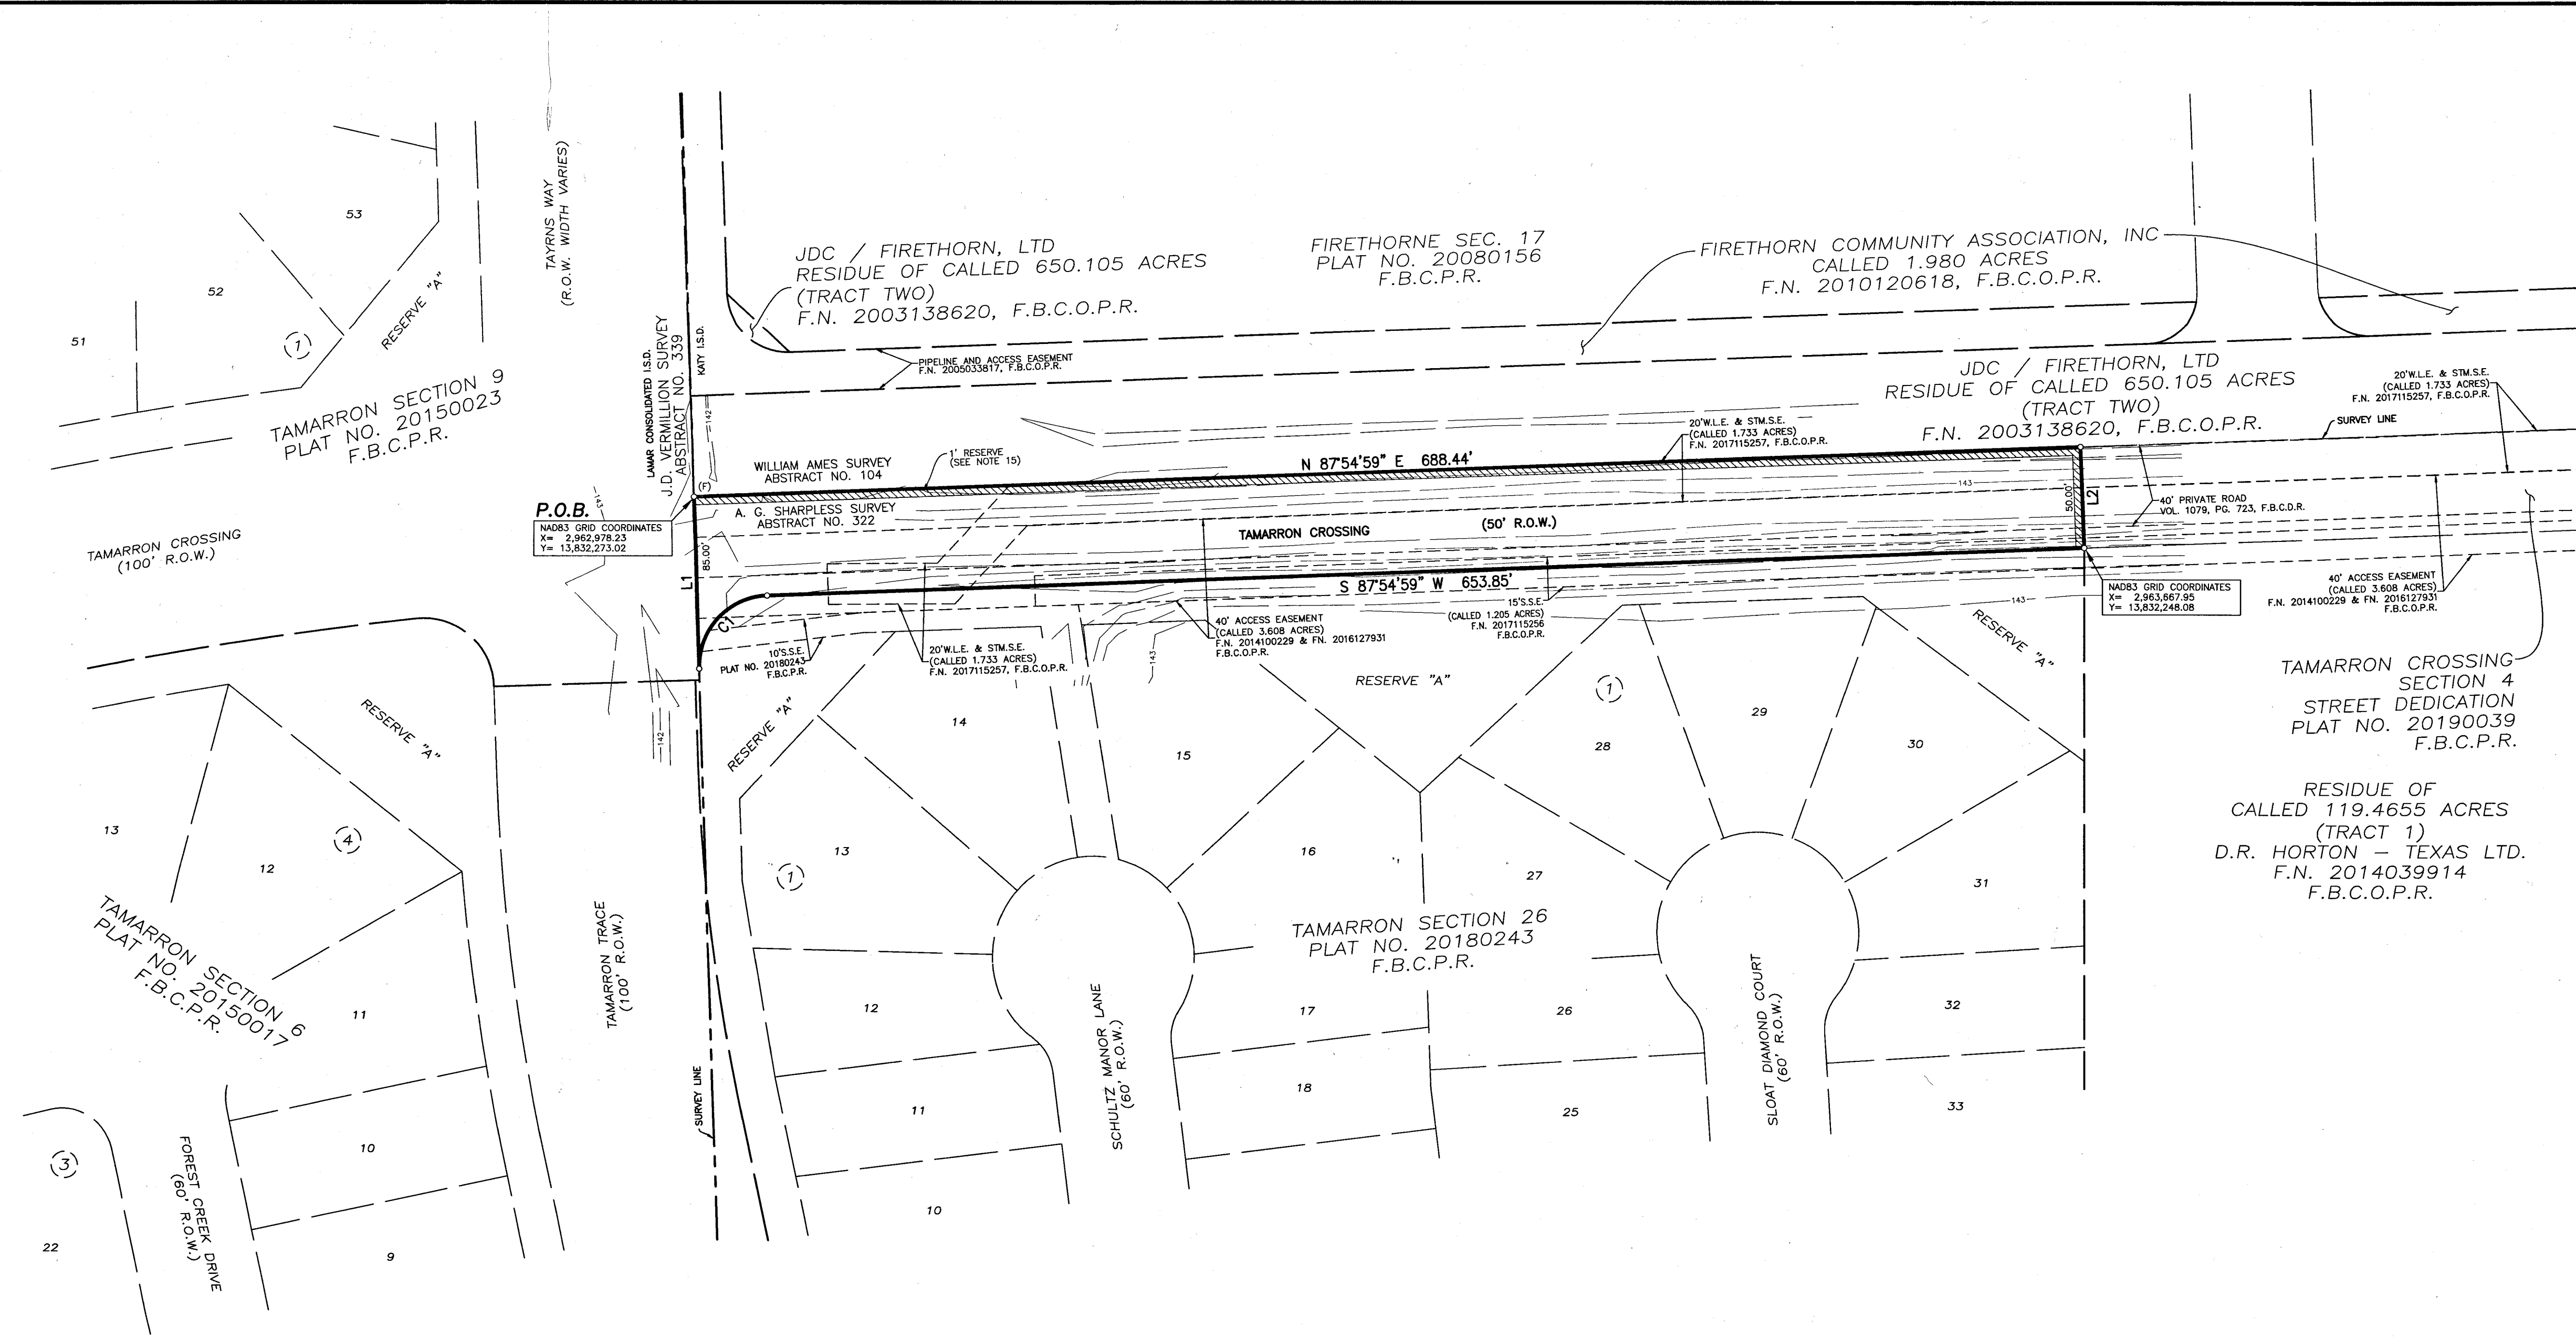 TAYRNS WAY
(R.O.W. WIDTH VARIES)
53
52
51
1
RESERVE "A"
TAMARRON SECTION 9
PLAT NO. 20150023
F.B.C.P.R.
TAMARRON CROSSING
(100' R.O.W.)
LAMAR CONSOLIDATED I.S.D.
J.D. VERMILLION SURVEY
ABSTRACT NO. 339
KATY I.S.D.
JDC / FIRETHORN, LTD
RESIDUE OF CALLED 650.105 ACRES
(TRACT TWO)
F.N. 2003138620, F.B.C.O.P.R.
PIPELINE AND ACCESS EASEMENT
F.N. 2005033817, F.B.C.O.P.R.
FIRETHORNE SEC. 17
PLAT NO. 20080156
F.B.C.P.R.
FIRETHORN COMMUNITY ASSOCIATION, INC
CALLED 1.980 ACRES
F.N. 2010120618, F.B.C.O.P.R.
JDC / FIRETHORN, LTD
RESIDUE OF CALLED 650.105 ACRES
(TRACT TWO)
F.N. 2003138620, F.B.C.O.P.R.
20'W.L.E. & STM.S.E.
(CALLED 1.733 ACRES)
F.N. 2017115257, F.B.C.O.P.R.
SURVEY LINE
142
143
WILLIAM AMES SURVEY
ABSTRACT NO. 104
1' RESERVE
(SEE NOTE 15)
N 87°54'59" E 688.44'
20'W.L.E. & STM.S.E.
(CALLED 1.733 ACRES)
F.N. 2017115257, F.B.C.O.P.R.
(F)
P.O.B.
NAD83 GRID COORDINATES
X= 2,962,978.23
Y= 13,832,273.02
A. G. SHARPLESS SURVEY
ABSTRACT NO. 322
TAMARRON CROSSING (50' R.O.W.)
143
50.00'
L2
40' PRIVATE ROAD
VOL. 1079, PG. 723, F.B.C.D.R.
85.00'
L1
C1
S 87°54'59" W 653.85'
15'S.S.E.
(CALLED 1.205 ACRES)
F.N. 2017115256
F.B.C.O.P.R.
40' ACCESS EASEMENT
(CALLED 3.608 ACRES)
F.N. 2014100229 & FN. 2016127931
F.B.C.O.P.R.
10'S.S.E.
PLAT NO. 20180243
F.B.C.P.R.
20'W.L.E. & STM.S.E.
(CALLED 1.733 ACRES)
F.N. 2017115257, F.B.C.O.P.R.
143
143
NAD83 GRID COORDINATES
X= 2,963,667.95
Y= 13,832,248.08
40' ACCESS EASEMENT
(CALLED 3.608 ACRES)
F.N. 2014100229 & FN. 2016127931
F.B.C.O.P.R.
TAMARRON CROSSING
SECTION 4
STREET DEDICATION
PLAT NO. 20190039
F.B.C.P.R.
RESIDUE OF
CALLED 119.4655 ACRES
(TRACT 1)
D.R. HORTON – TEXAS LTD.
F.N. 2014039914
F.B.C.O.P.R.
RESERVE "A"
142
RESERVE "A"
14
15
RESERVE "A"
1
28
29
30
RESERVE "A"
13
4
12
TAMARRON SECTION 6
PLAT NO. 20150017
F.B.C.P.R.
11
10
9
3
22
FOREST CREEK DRIVE
(60' R.O.W.)
TAMARRON TRACE
(100' R.O.W.)
SURVEY LINE
1
13
12
11
10
SCHULTZ MANOR LANE
(60' R.O.W.)
16
TAMARRON SECTION 26
PLAT NO. 20180243
F.B.C.P.R.
17
18
27
26
25
SLOAT DIAMOND COURT
(60' R.O.W.)
31
32
33